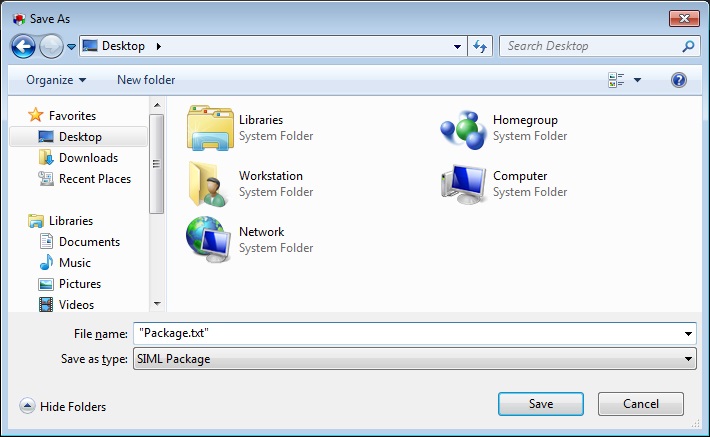 Save As
Desktop
Search Desktop
Organize
New folder
Favorites
Desktop
Downloads
Recent Places
Libraries
Documents
Music
Pictures
Videos
Libraries
System Folder
Homegroup
System Folder
Workstation
System Folder
Computer
System Folder
Network
System Folder
File name: "Package.txt"
Save as type: SIML Package
Hide Folders
Save
Cancel